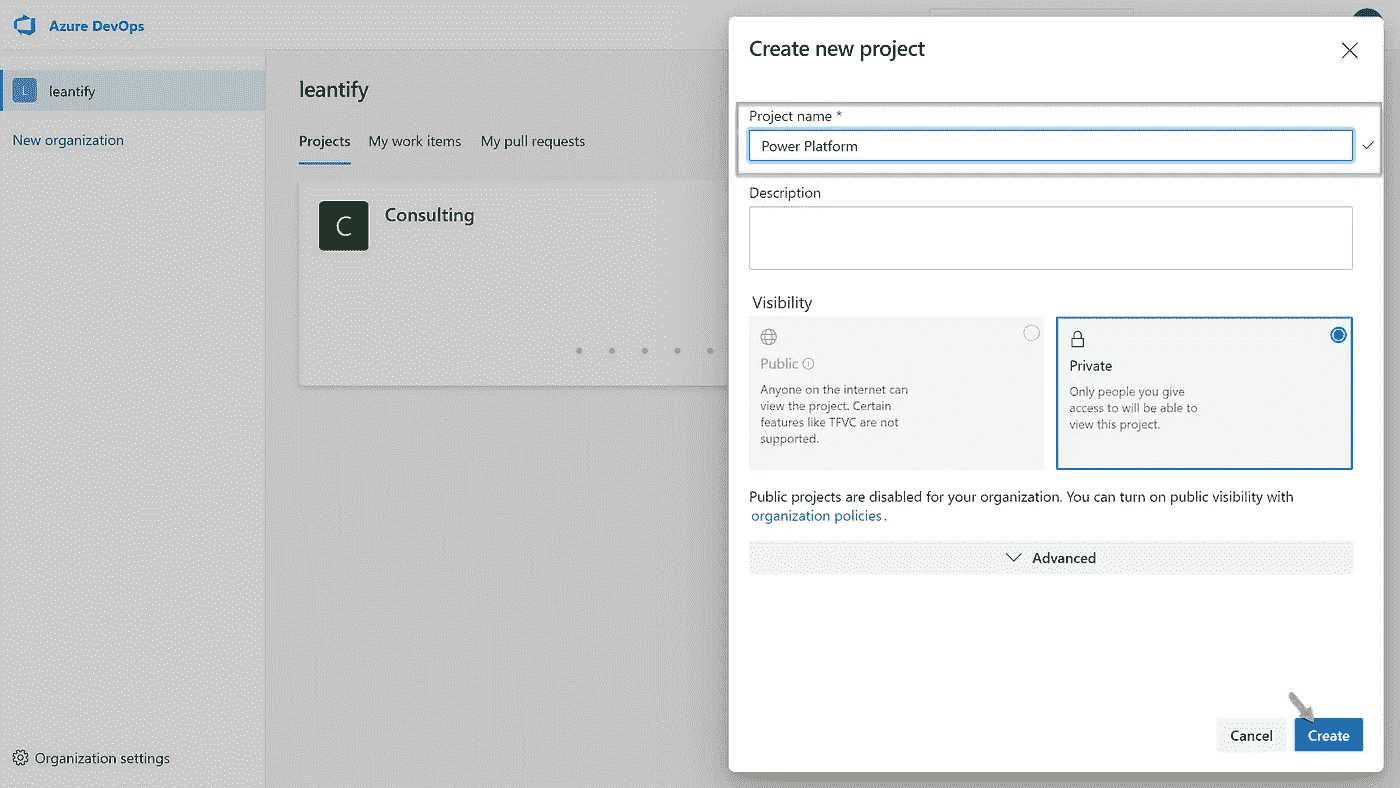 Azure DevOps
L leantify
New organization
Organization settings
leantify
Projects My work items My pull requests
C Consulting
Create new project
Project name *
Power Platform
Description
Visibility
Public
Anyone on the internet can
view the project. Certain
features like TFVC are not
supported.
Private
Only people you give
access to will be able to
view this project.
Public projects are disabled for your organization. You can turn on public visibility with
organization policies.
Advanced
Cancel Create